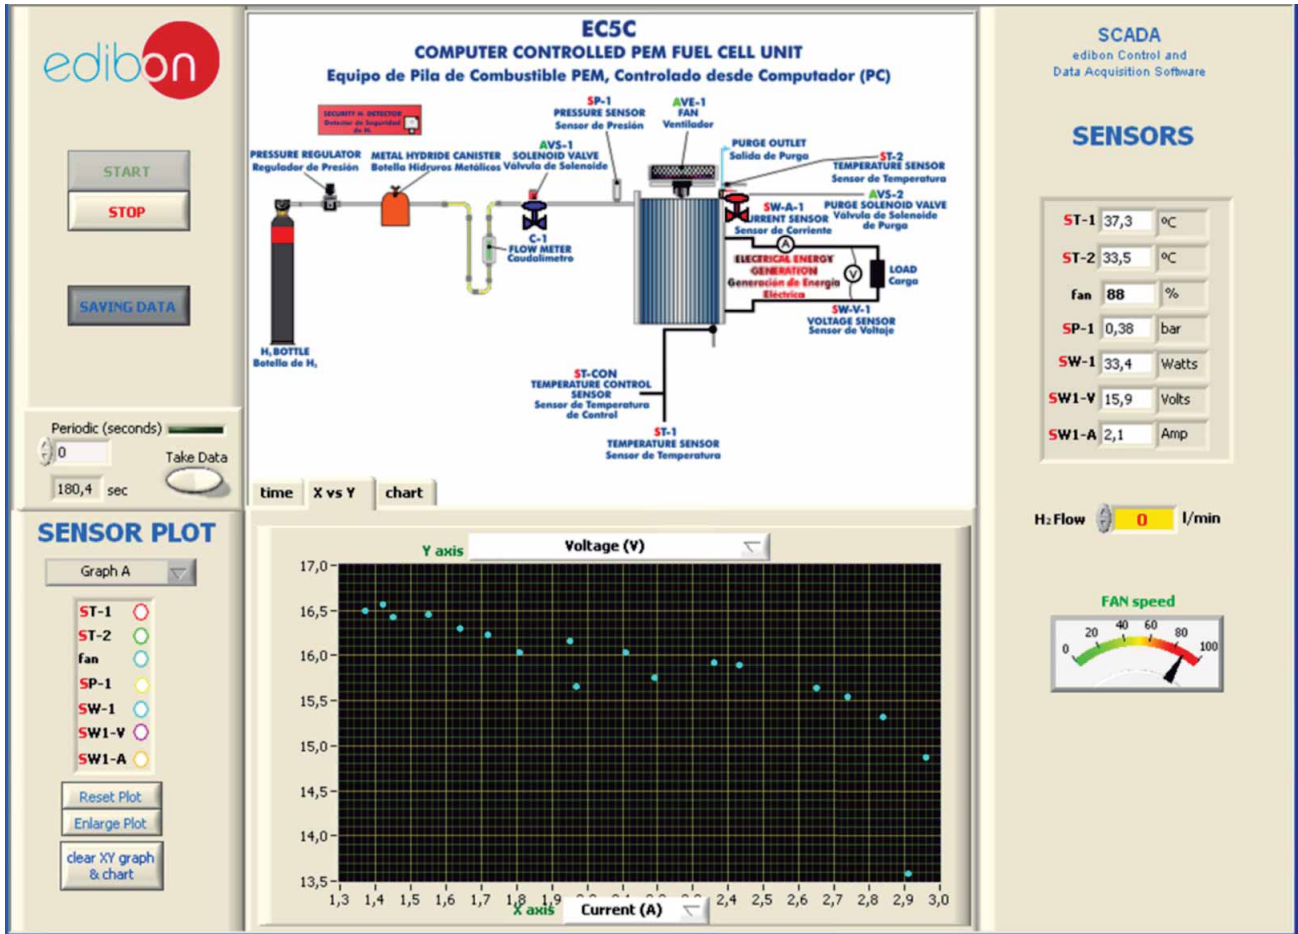 edibon
START
STOP
SAVING DATA
Periodic (seconds)
0
Take Data
180,4 sec
SENSOR PLOT
Graph A
ST-1
ST-2
fan
SP-1
SW-1
SW1-V
SW1-A
Reset Plot
Enlarge Plot
clear XY graph
& chart
EC5C
COMPUTER CONTROLLED PEM FUEL CELL UNIT
Equipo de Pila de Combustible PEM, Controlado desde Computador (PC)
SECURITY H2 DETECTOR
Detector de Seguridad
de H2
PRESSURE REGULATOR
Regulador de Presión
METAL HYDRIDE CANISTER
Botella Hidruros Metálicos
AVS-1
SOLENOID VALVE
Válvula de Solenoide
SP-1
PRESSURE SENSOR
Sensor de Presión
AVE-1
FAN
Ventilador
PURGE OUTLET
Salida de Purga
ST-2
TEMPERATURE SENSOR
Sensor de Temperatura
AVS-2
PURGE SOLENOID VALVE
Válvula de Solenoide
de Purga
SW-A-1
CURRENT SENSOR
Sensor de Corriente
A
C-1
FLOW METER
Caudalímetro
ELECTRICAL ENERGY
GENERATION
Generación de Energía
Eléctrica
V
LOAD
Carga
SW-V-1
VOLTAGE SENSOR
Sensor de Voltaje
H2 BOTTLE
Botella de H2
ST-CON
TEMPERATURE CONTROL
SENSOR
Sensor de Temperatura
de Control
ST-1
TEMPERATURE SENSOR
Sensor de Temperatura
time X vs Y chart
Y axis Voltage (V)
17,0
16,5
16,0
15,5
15,0
14,5
14,0
13,5
1,3 1,4 1,5 1,6 1,7 1,8 1,9 2,4 2,5 2,6 2,7 2,8 2,9 3,0
X axis Current (A)
SCADA
edibon Control and
Data Acquisition Software
SENSORS
ST-1 37,3 ºC
ST-2 33,5 ºC
fan 88 %
SP-1 0,38 bar
SW-1 33,4 Watts
SW1-V 15,9 Volts
SW1-A 2,1 Amp
H2 Flow 0 l/min
FAN speed
0 20 40 60 80 100